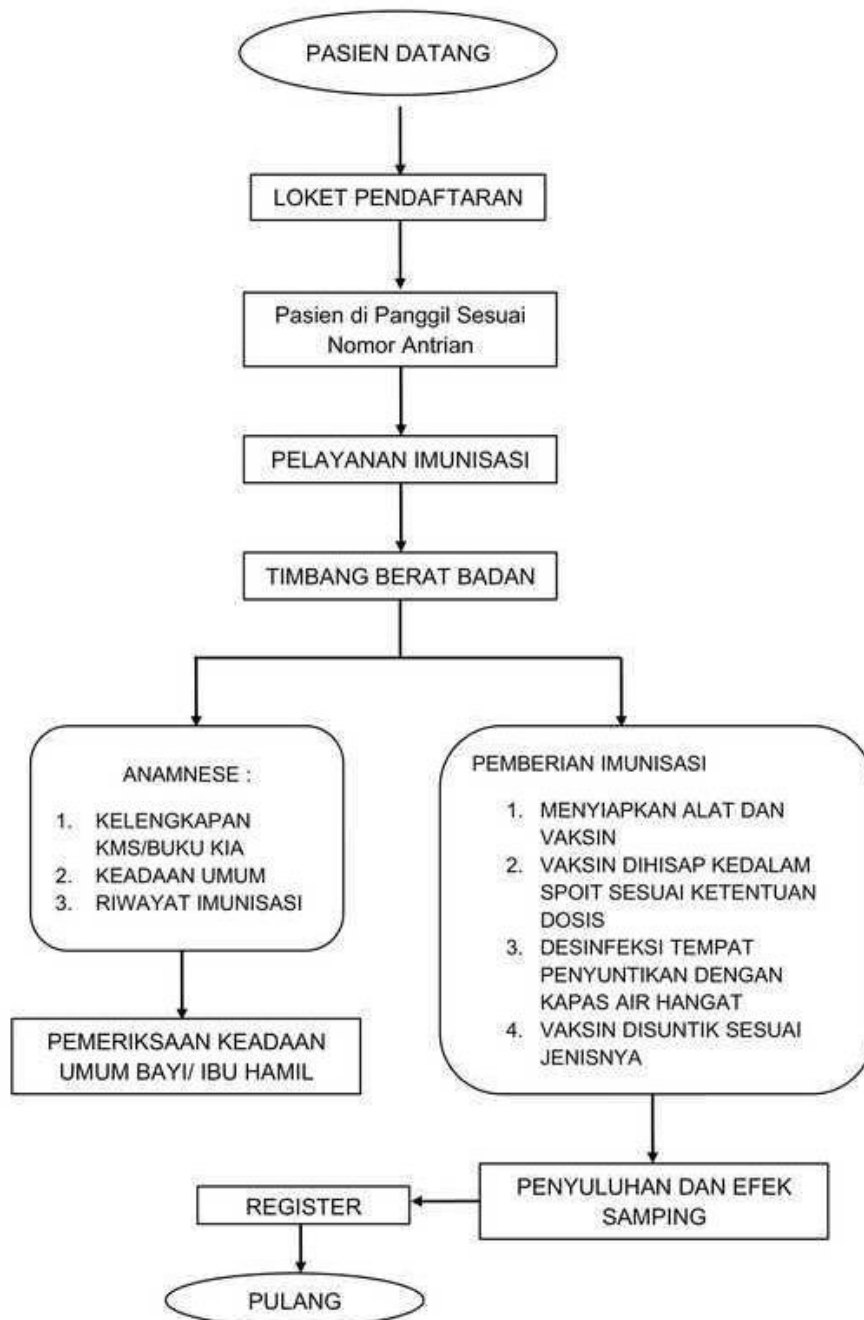 PASIEN DATANG
LOKET PENDAFTARAN
Pasien di Panggil Sesuai
Nomor Antrian
PELAYANAN IMUNISASI
TIMBANG BERAT BADAN
ANAMNESE :
1. KELENGKAPAN
KMS/BUKU KIA
2. KEADAAN UMUM
3. RIWAYAT IMUNISASI
PEMERIKSAAN KEADAAN
UMUM BAYI/ IBU HAMIL
PEMBERIAN IMUNISASI
1. MENYIAPKAN ALAT DAN
VAKSIN
2. VAKSIN DIHISAP KEDALAM
SPOIT SESUAI KETENTUAN
DOSIS
3. DESINFEKSI TEMPAT
PENYUNTIKAN DENGAN
KAPAS AIR HANGAT
4. VAKSIN DISUNTIK SESUAI
JENISNYA
PENYULUHAN DAN EFEK
SAMPING
REGISTER
PULANG